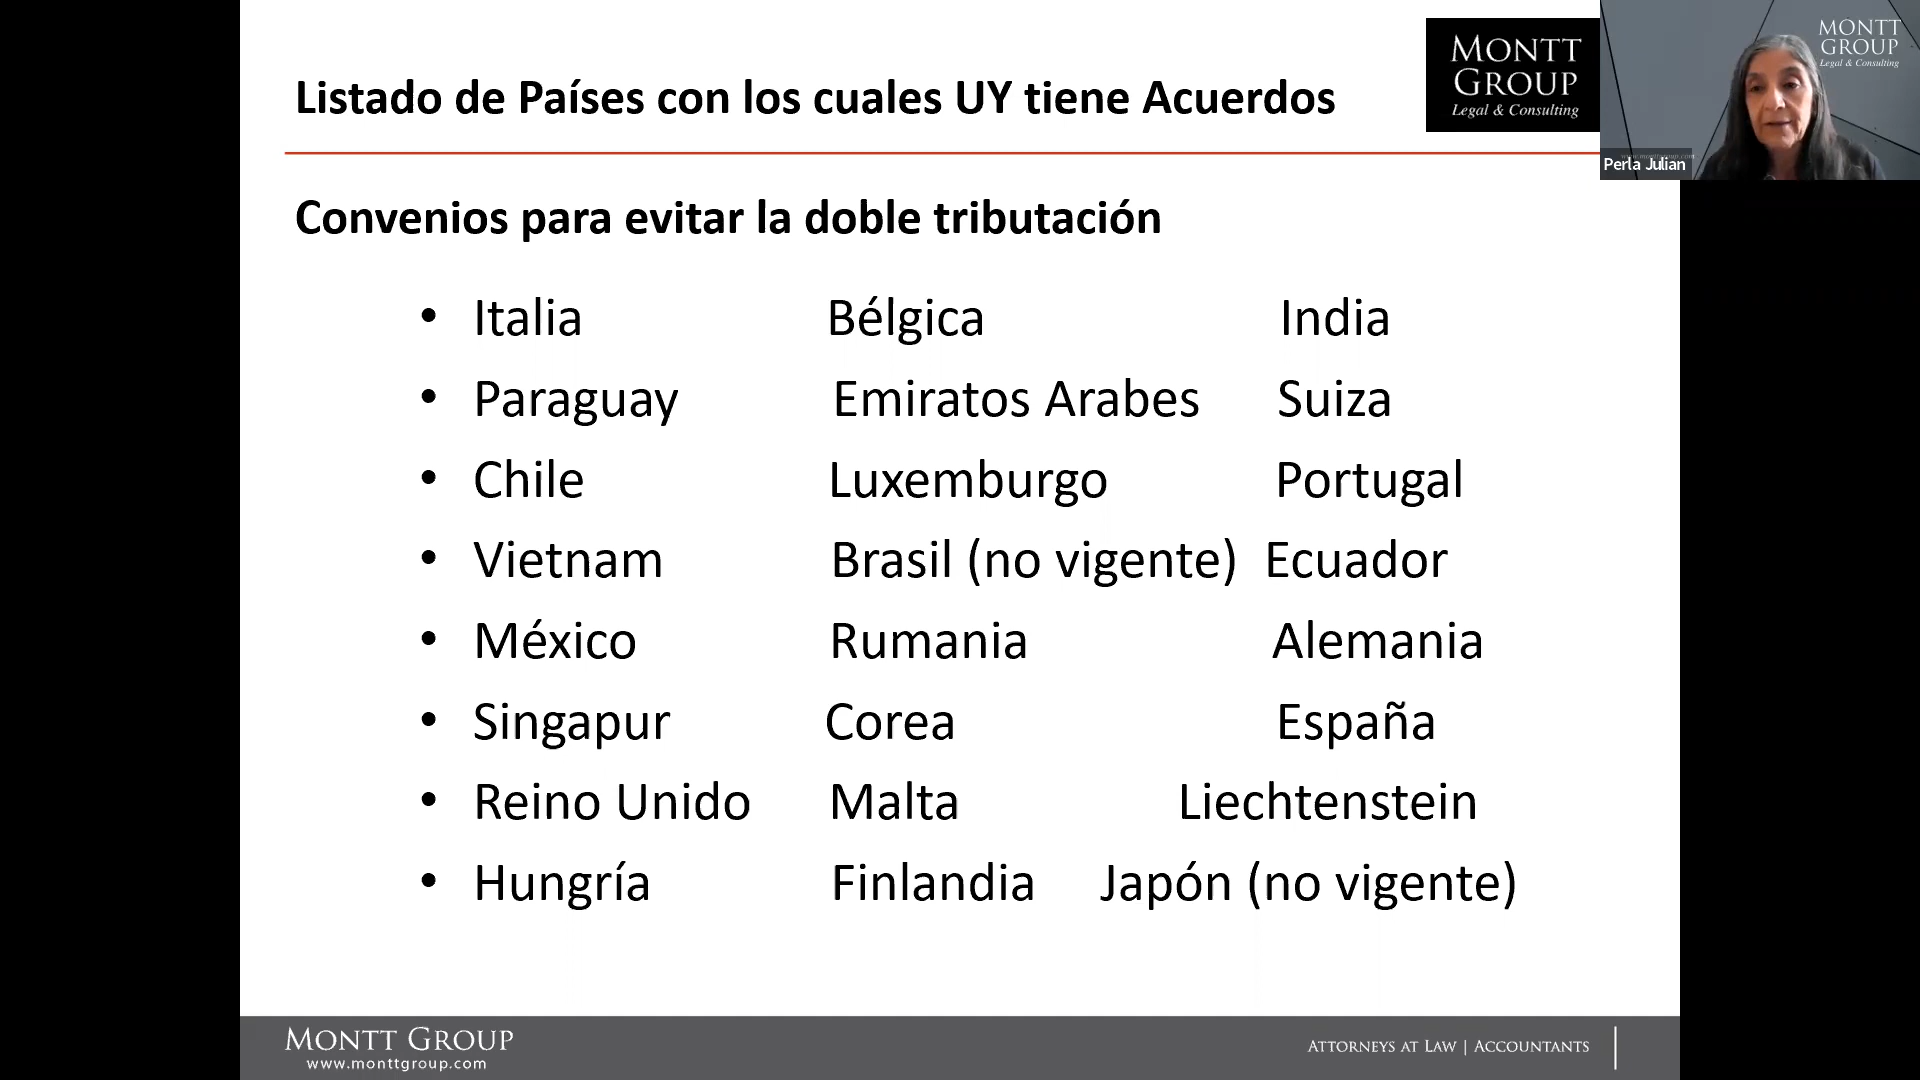 Listado de Países con los cuales UY tiene Acuerdos
MONTT
GROUP
Legal & Consulting
MONTT
GROUP
Legal & Consulting
Perla Julian
Convenios para evitar la doble tributación
• Italia Bélgica India
• Paraguay Emiratos Arabes Suiza
• Chile Luxemburgo Portugal
• Vietnam Brasil (no vigente) Ecuador
• México Rumania Alemania
• Singapur Corea España
• Reino Unido Malta Liechtenstein
• Hungría Finlandia Japón (no vigente)
MONTT GROUP
www.monttgroup.com
ATTORNEYS AT LAW | ACCOUNTANTS